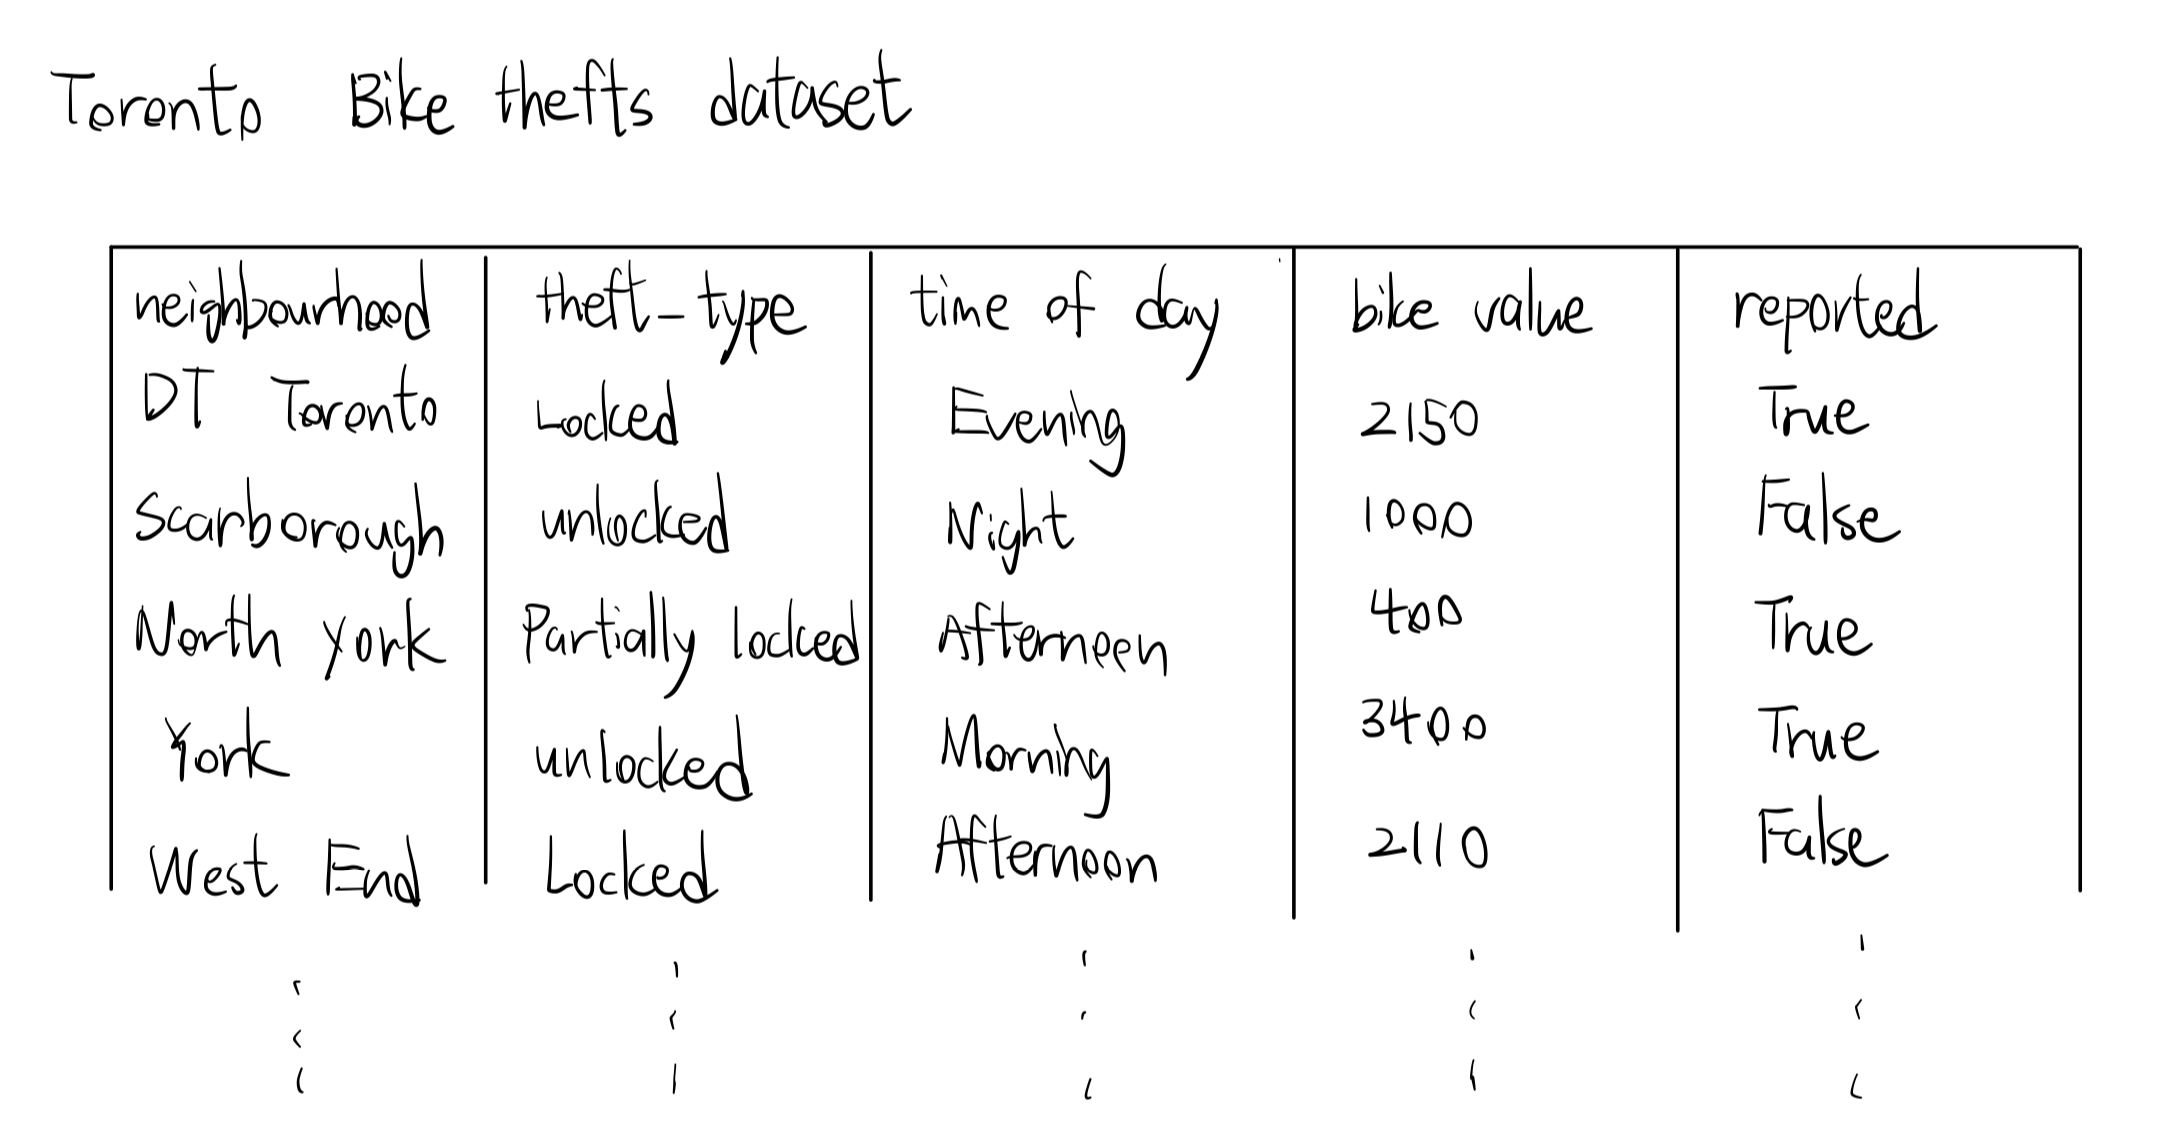 Toronto Bike thefts dataset
neighbourhood theft-type time of day bike value reported
DT Toronto Locked Evening 2150 True
Scarborough unlocked Night 1000 False
North York Partially locked Afternoon 400 True
York unlocked Morning 3400 True
West End Locked Afternoon 2110 False